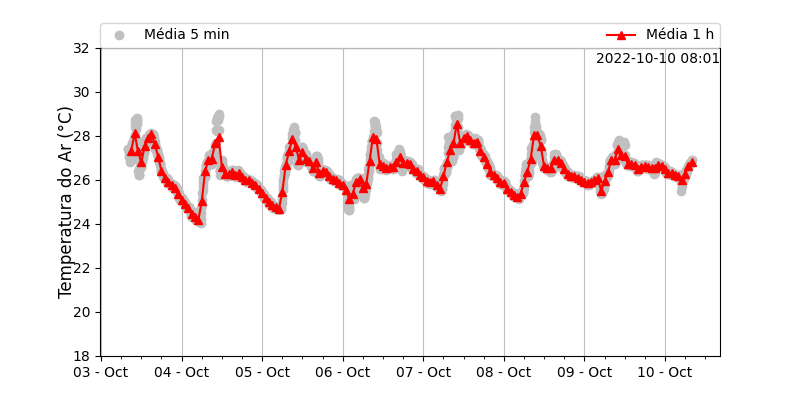 Média 5 min
Média 1 h
2022-10-10 08:01
Temperatura do Ar (°C)
32
30
28
26
24
22
20
18
03 - Oct
04 - Oct
05 - Oct
06 - Oct
07 - Oct
08 - Oct
09 - Oct
10 - Oct